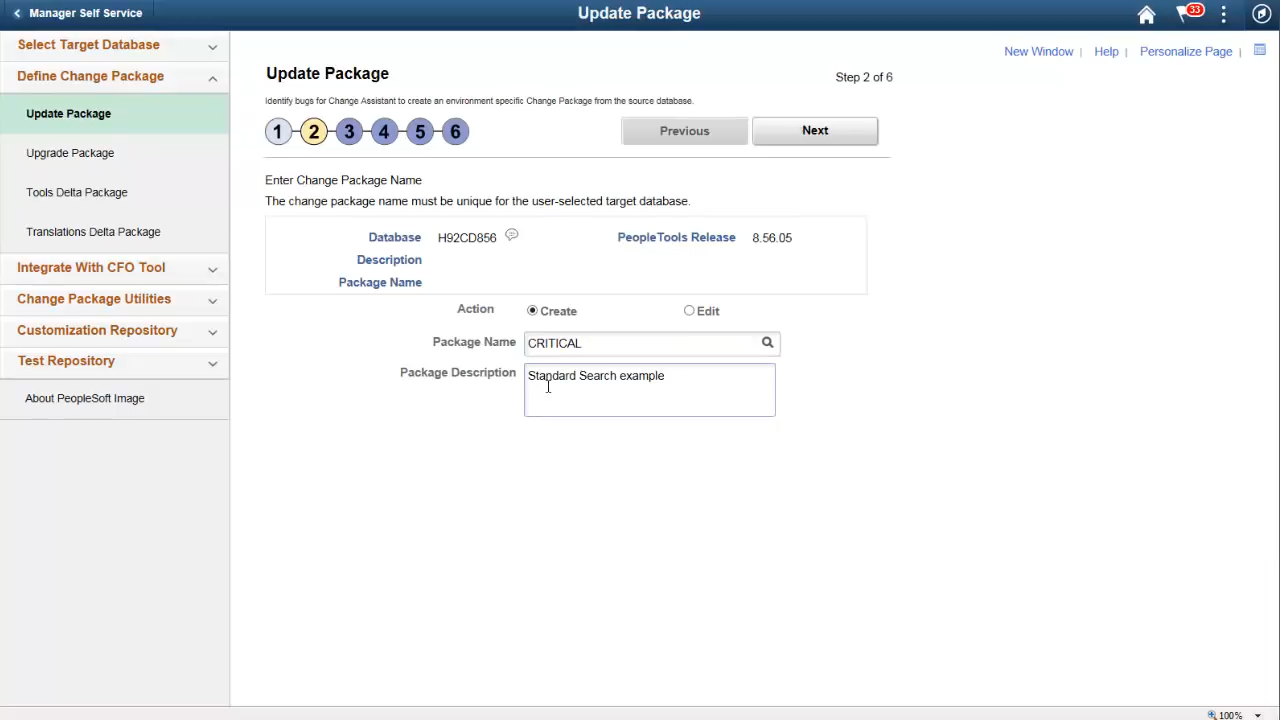 Manager Self Service
Update Package
33
Select Target Database
Define Change Package
Update Package
Upgrade Package
Tools Delta Package
Translations Delta Package
Integrate With CFO Tool
Change Package Utilities
Customization Repository
Test Repository
About PeopleSoft Image
New Window | Help | Personalize Page |
Update Package
Step 2 of 6
Identify bugs for Change Assistant to create an environment specific Change Package from the source database.
1 2 3 4 5 6
Previous Next
Enter Change Package Name
The change package name must be unique for the user-selected target database.
Database H92CD856 PeopleTools Release 8.56.05
Description
Package Name
Action Create Edit
Package Name CRITICAL
Package Description Standard Search example
100%